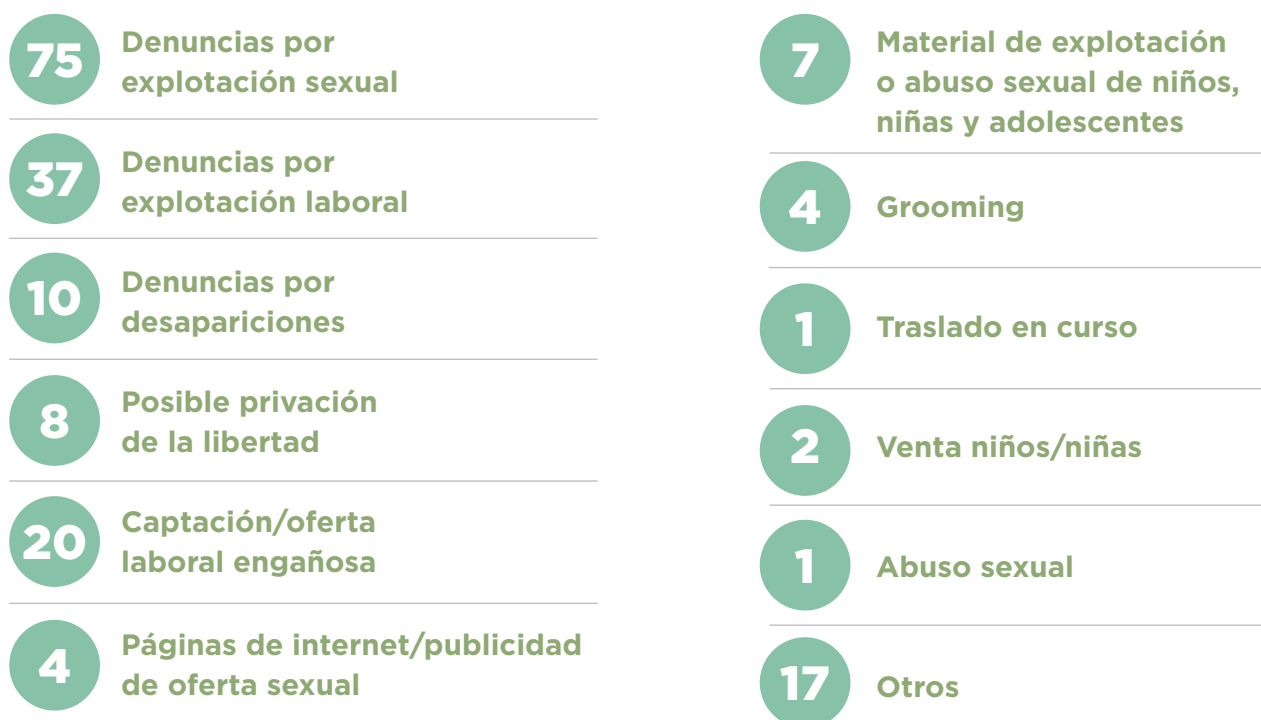 75
Denuncias por
explotación sexual
37
Denuncias por
explotación laboral
10
Denuncias por
desapariciones
8
Posible privación
de la libertad
20
Captación/oferta
laboral engañosa
4
Páginas de internet/publicidad
de oferta sexual
7
Material de explotación
o abuso sexual de niños,
niñas y adolescentes
4
Grooming
1
Traslado en curso
2
Venta niños/niñas
1
Abuso sexual
17
Otros